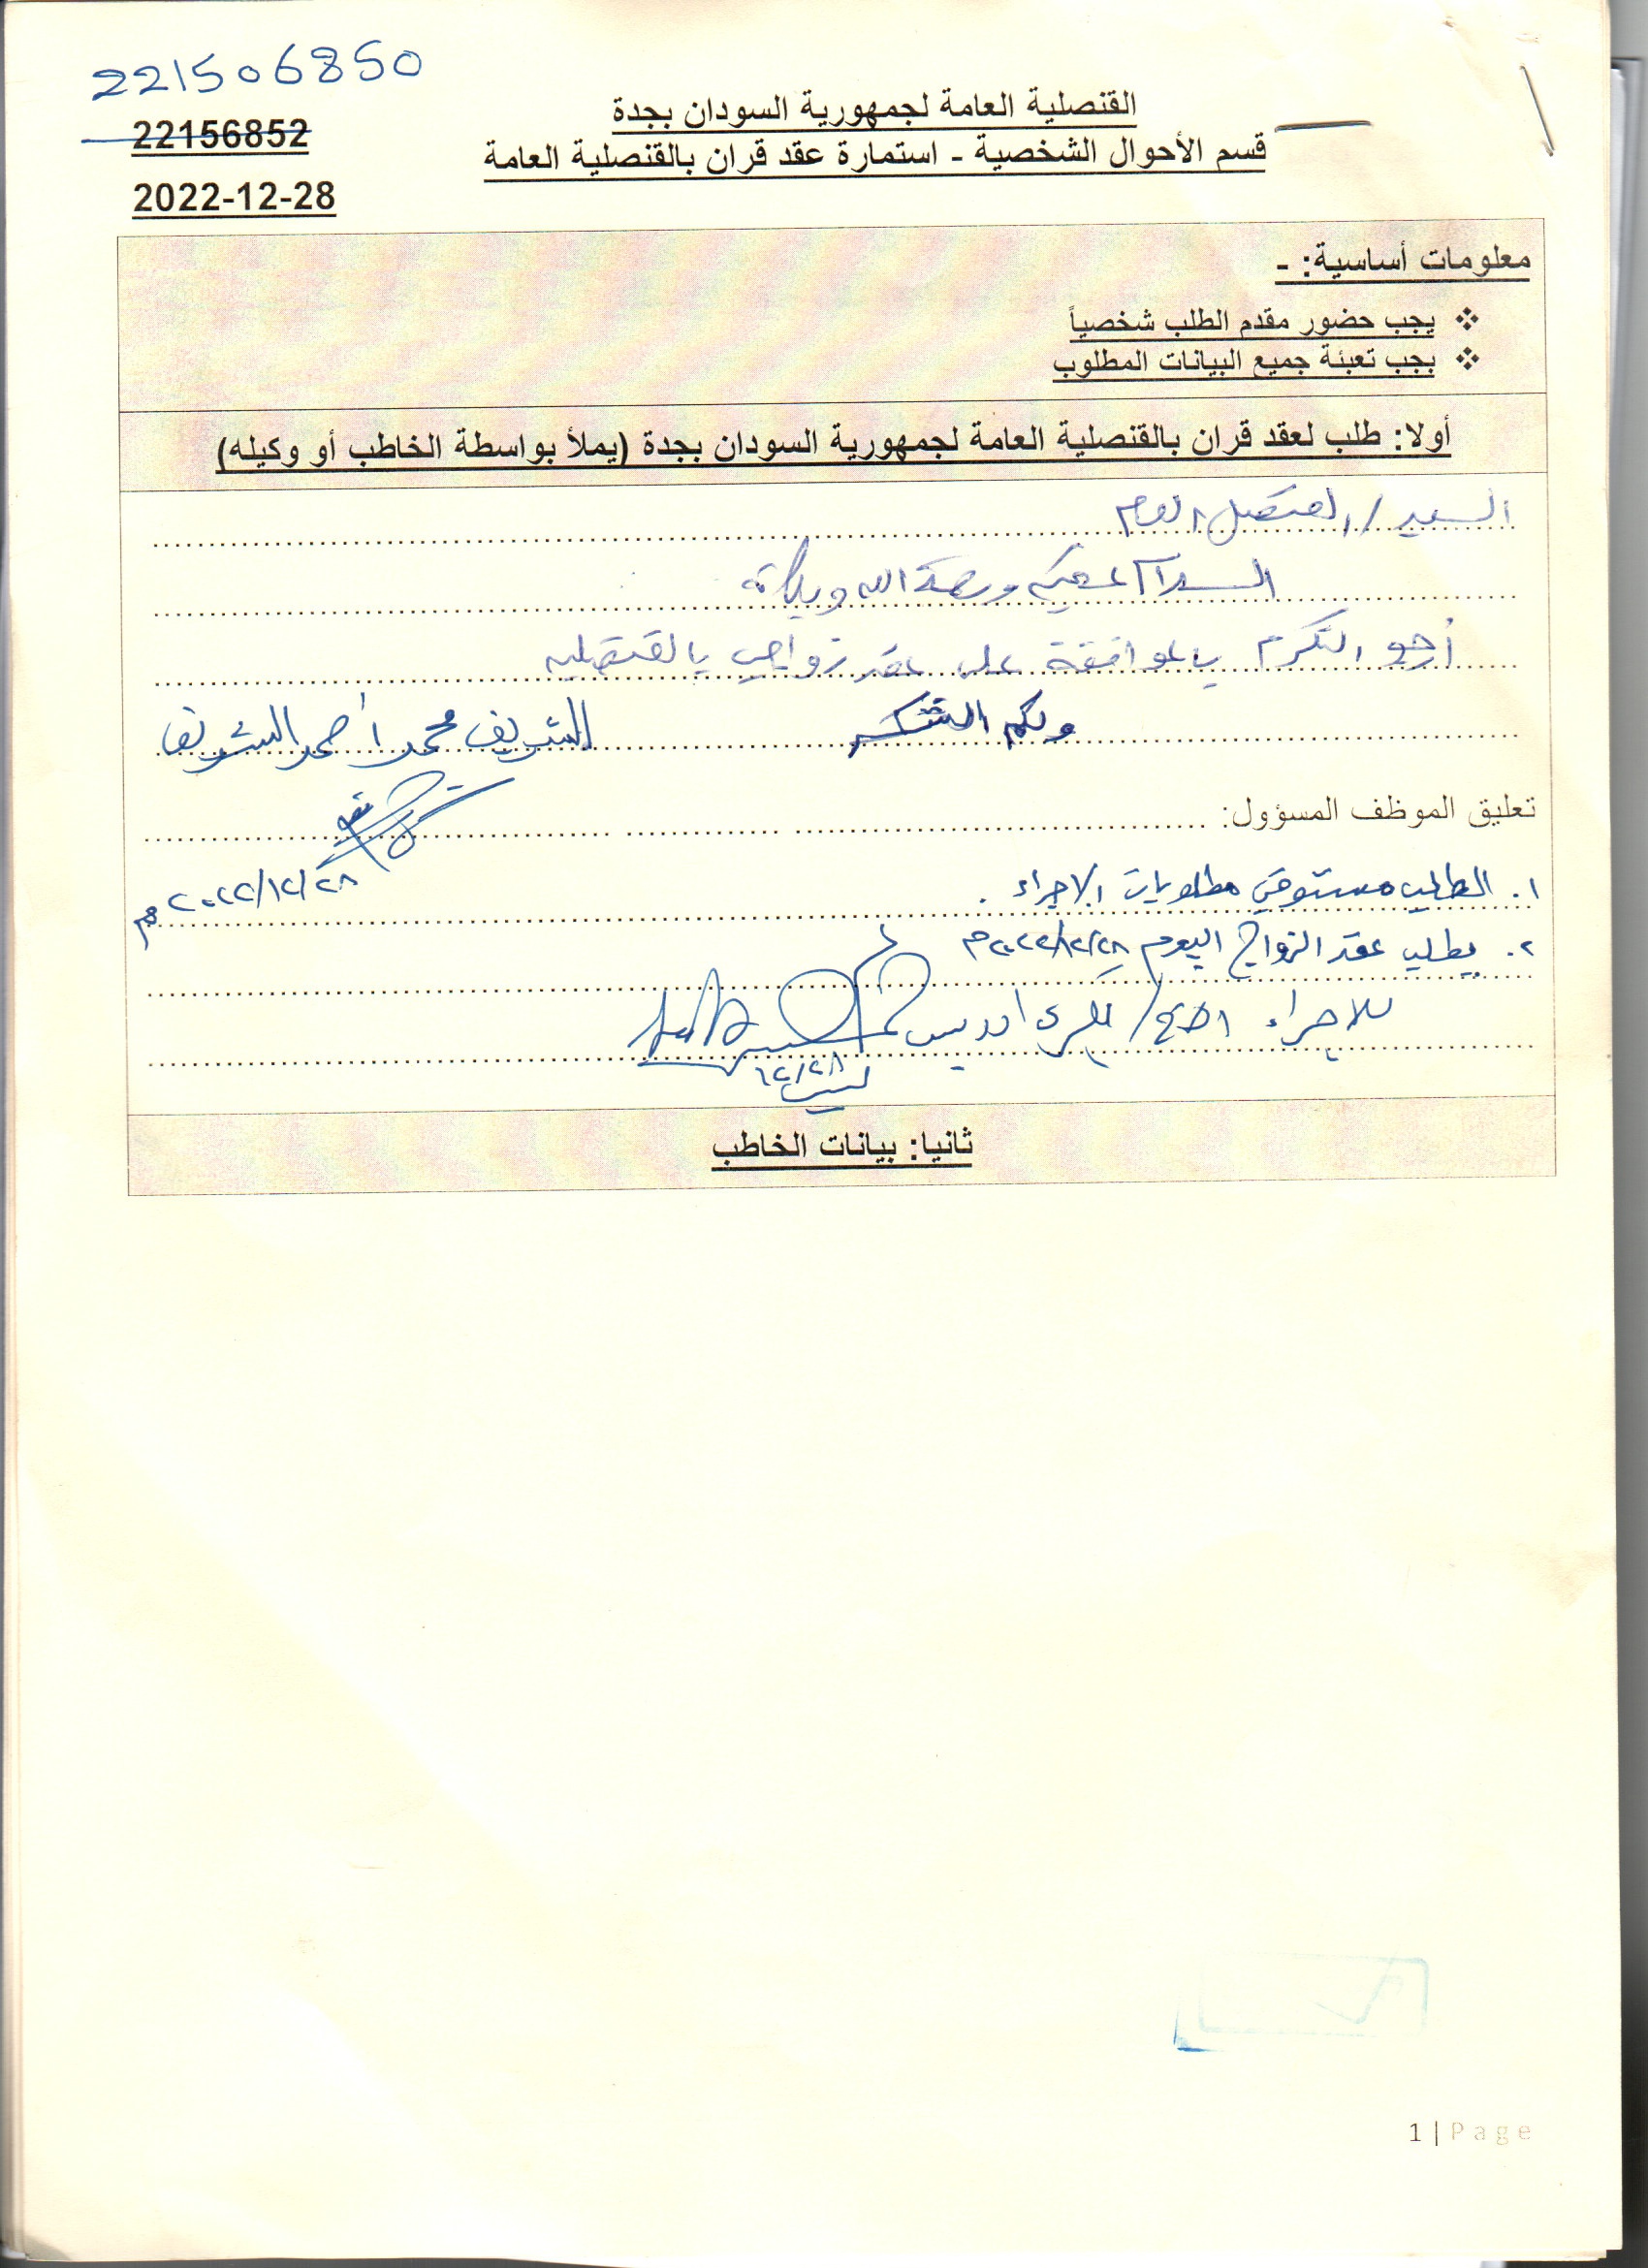 221506850
22156852
2022-12-28
القنصلية العامة لجمهورية السودان بجدة
قسم الأحوال الشخصية - استمارة عقد قران بالقنصلية العامة
معلومات أساسية: -
❖ يجب حضور مقدم الطلب شخصياً
❖ بجب تعبئة جميع البيانات المطلوب
أولا: طلب لعقد قران بالقنصلية العامة لجمهورية السودان بجدة (يملأ بواسطة الخاطب أو وكيله)
السيد / القنصل العام
السلام عليكم ورحمة الله وبركاته
أرجو التكرم بالموافقة على عقد زواجي بالقنصلية
ولكم الشكر
الشريف محمد أحمد الشريف
تعليق الموظف المسؤول:
٢٠٢٢/١٢/٢٨م
١. الطلب مستوفي مطلوبات الإجراء.
٢. يطلب عقد الزواج اليوم ٢٠٢٢/١٢/٢٨م
للاجراء / بكري ادريس
١٢/٢٨
ثانيا: بيانات الخاطب
1 | Page